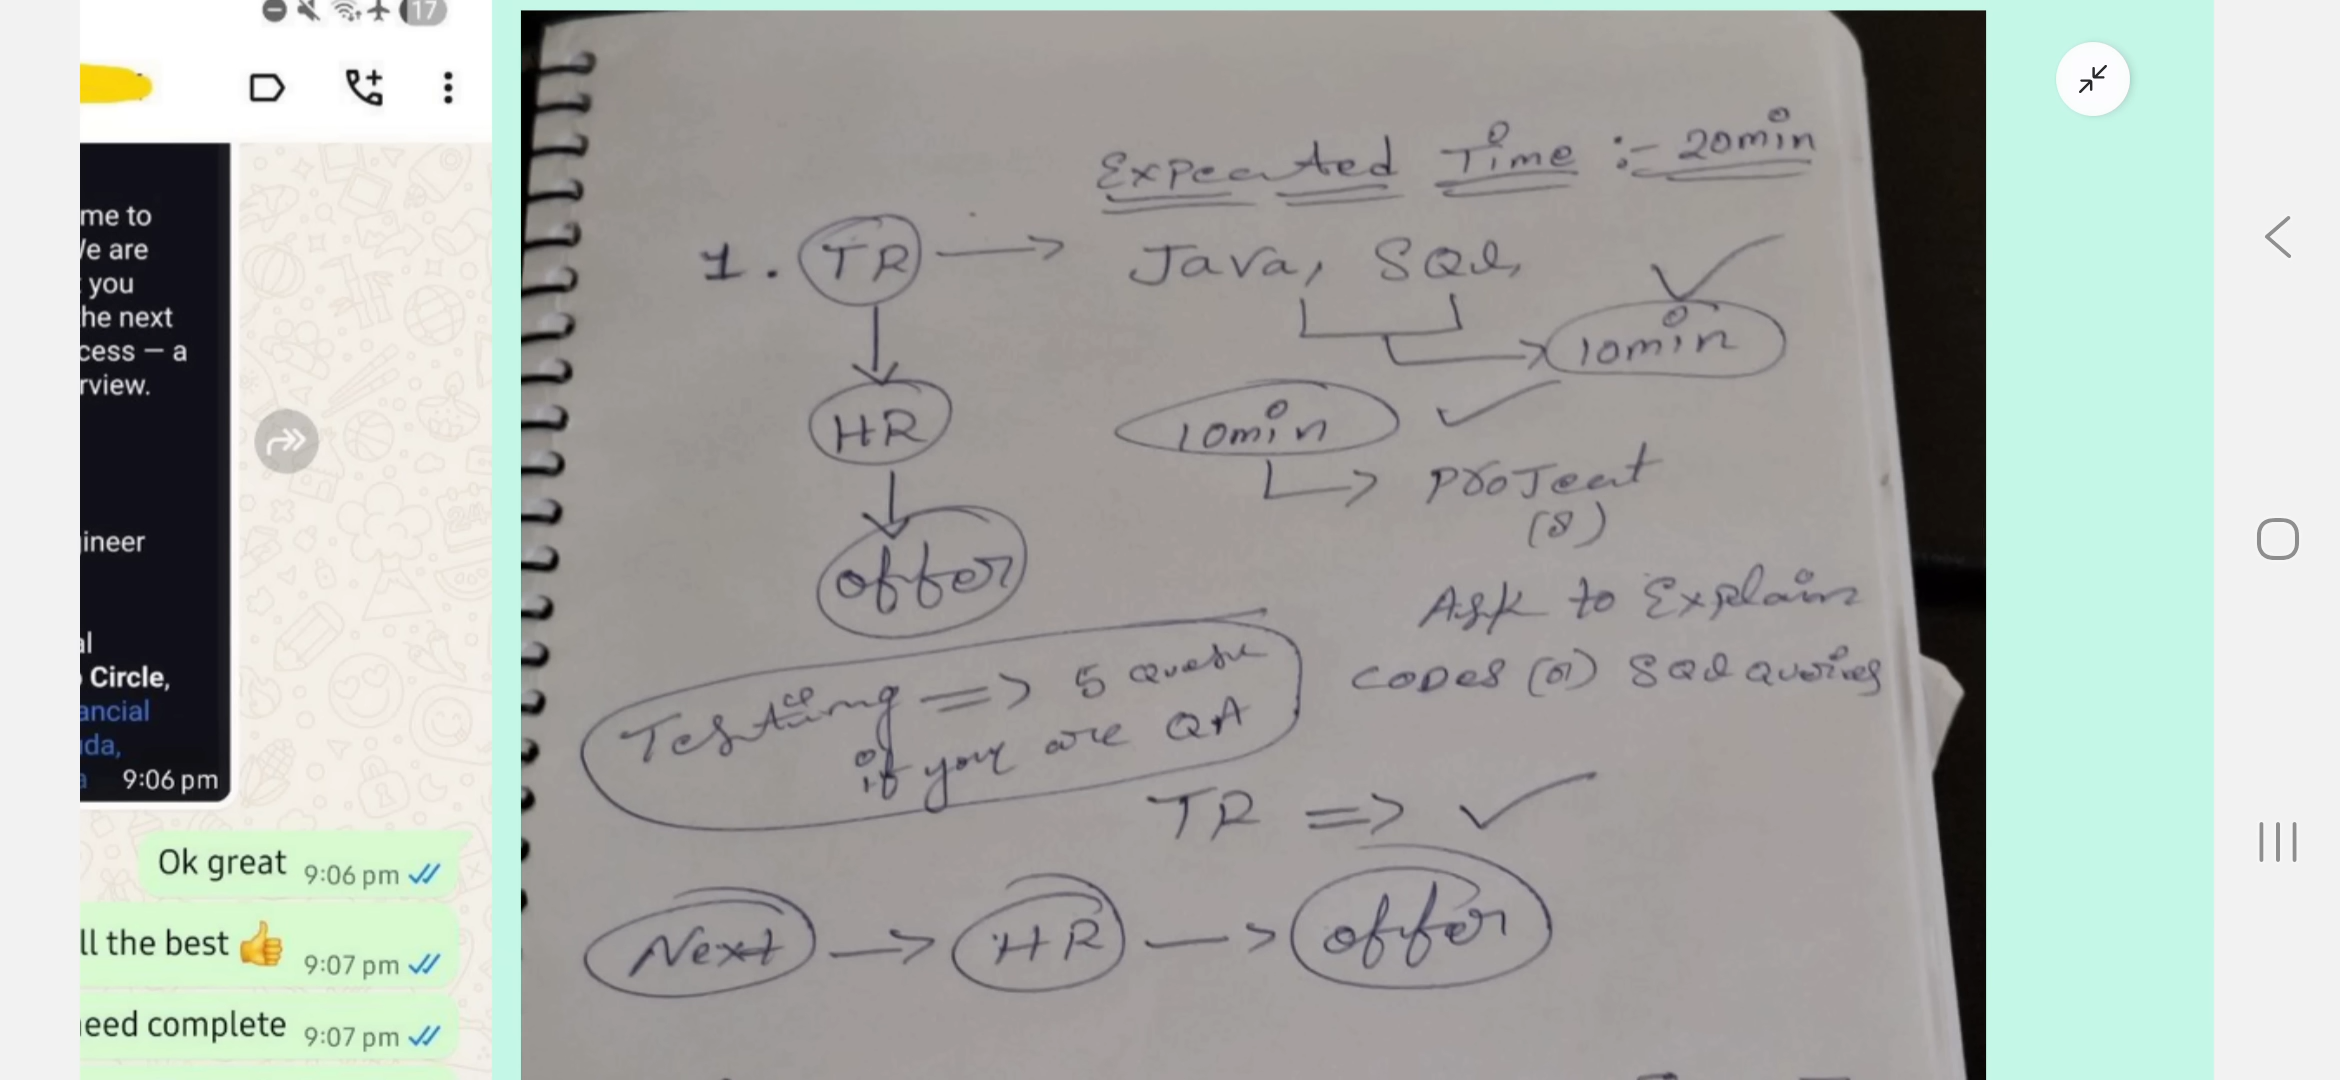 17
me to
e are
you
he next
cess – a
rview.
ineer
al
Circle,
ancial
da,
9:06 pm
Ok great 9:06 pm
ll the best 👍 9:07 pm
eed complete 9:07 pm
Expected Time :- 20min
1. TR → Java, SQL,
10min
HR
10min
ProJect
(s)
offer
Ask to Explain
CODes (or) SQL queries
Testing => 5 Questn
if you are QA
TR => ✓
Next → HR → offer